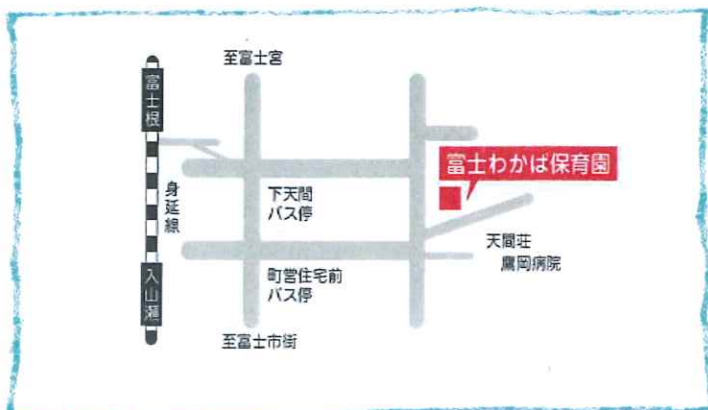 至富士宮
富士根
身延線
入山瀬
富士わかば保育園
下天間
バス停
天間荘
鷹岡病院
町営住宅前
バス停
至富士市街